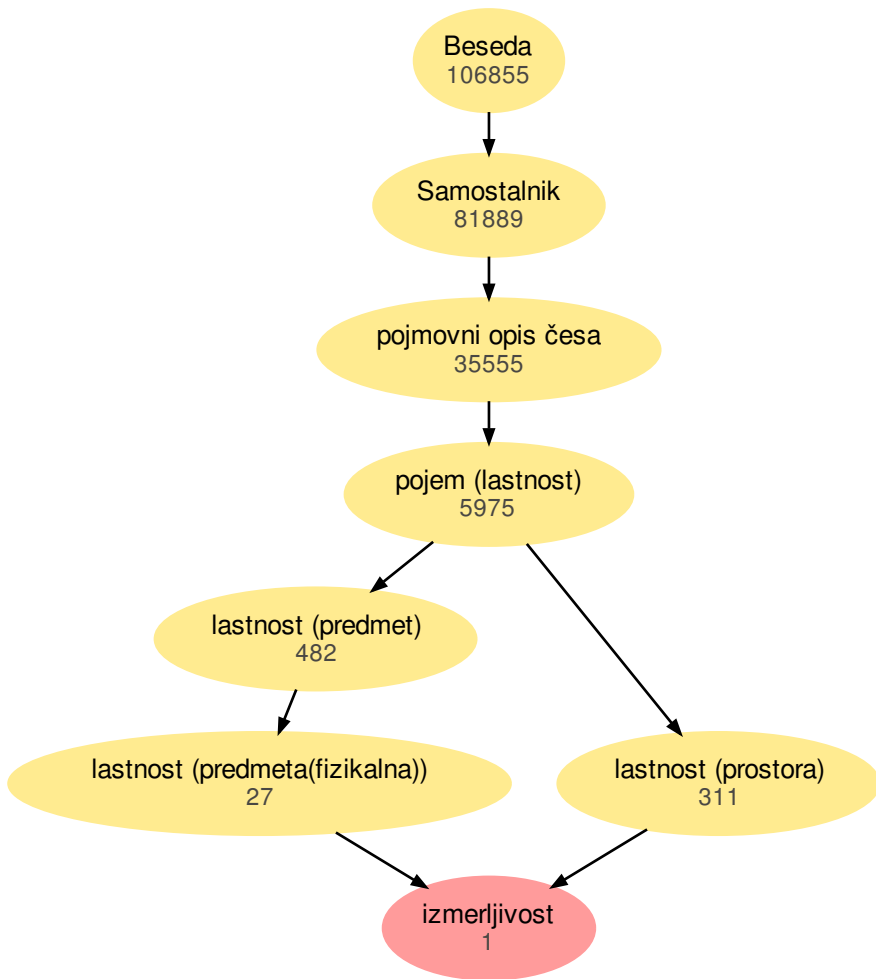 Beseda
106855
Samostalnik
81889
pojmovni opis česa
35555
pojem (lastnost)
5975
lastnost (predmet)
482
lastnost (predmeta(fizikalna))
27
lastnost (prostora)
311
izmerljivost
1